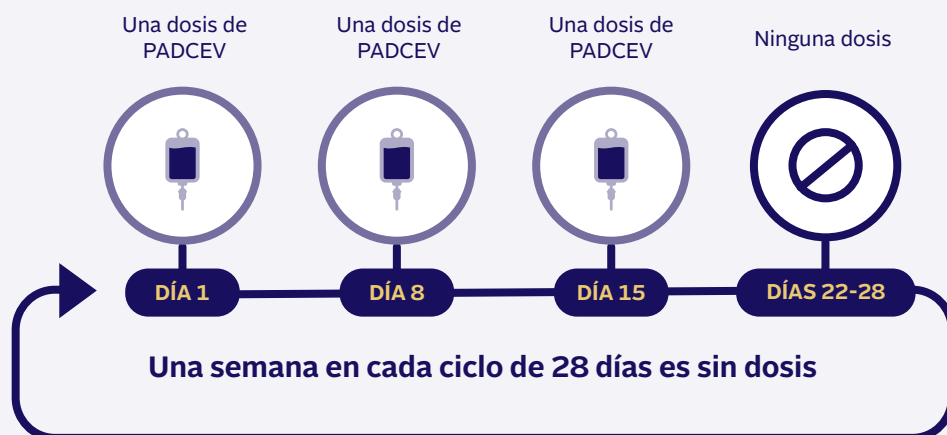 Una dosis de
PADCEV
Una dosis de
PADCEV
Una dosis de
PADCEV
Ninguna dosis
DÍA 1
DÍA 8
DÍA 15
DÍAS 22-28
Una semana en cada ciclo de 28 días es sin dosis